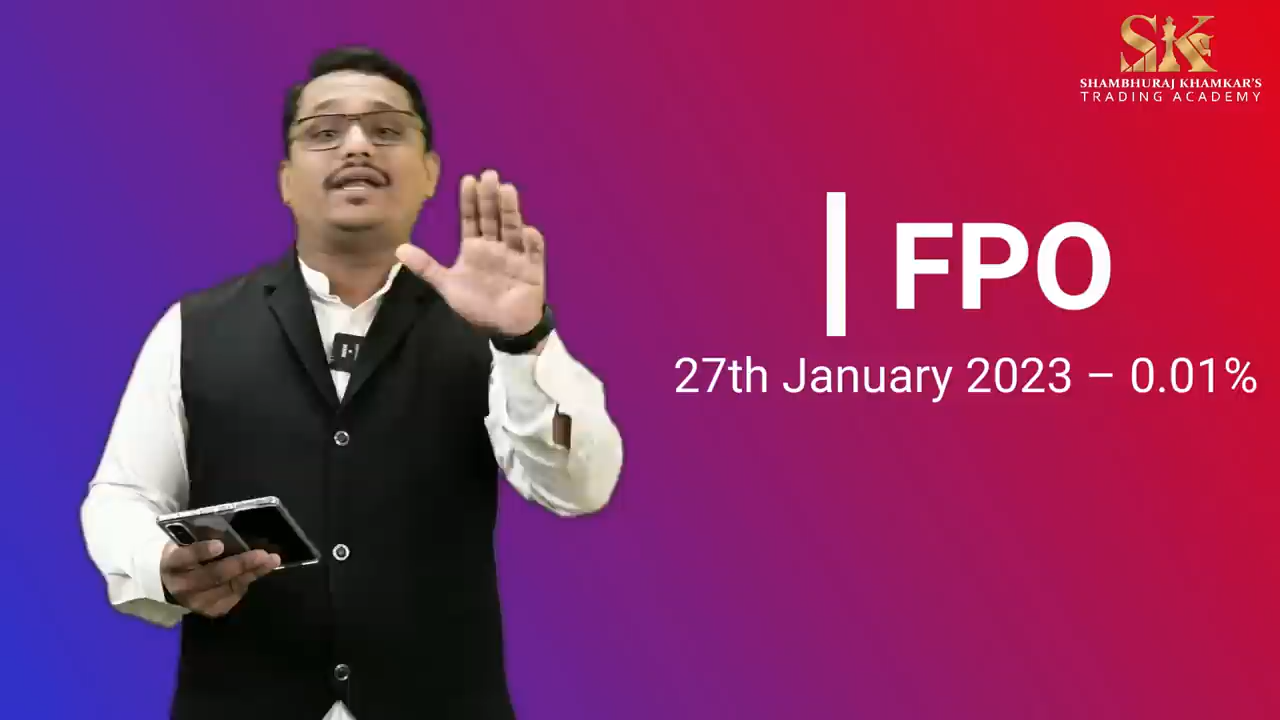 SK
SHAMBHURAJ KHAMKAR'S
TRADING ACADEMY
FPO
27th January 2023 – 0.01%